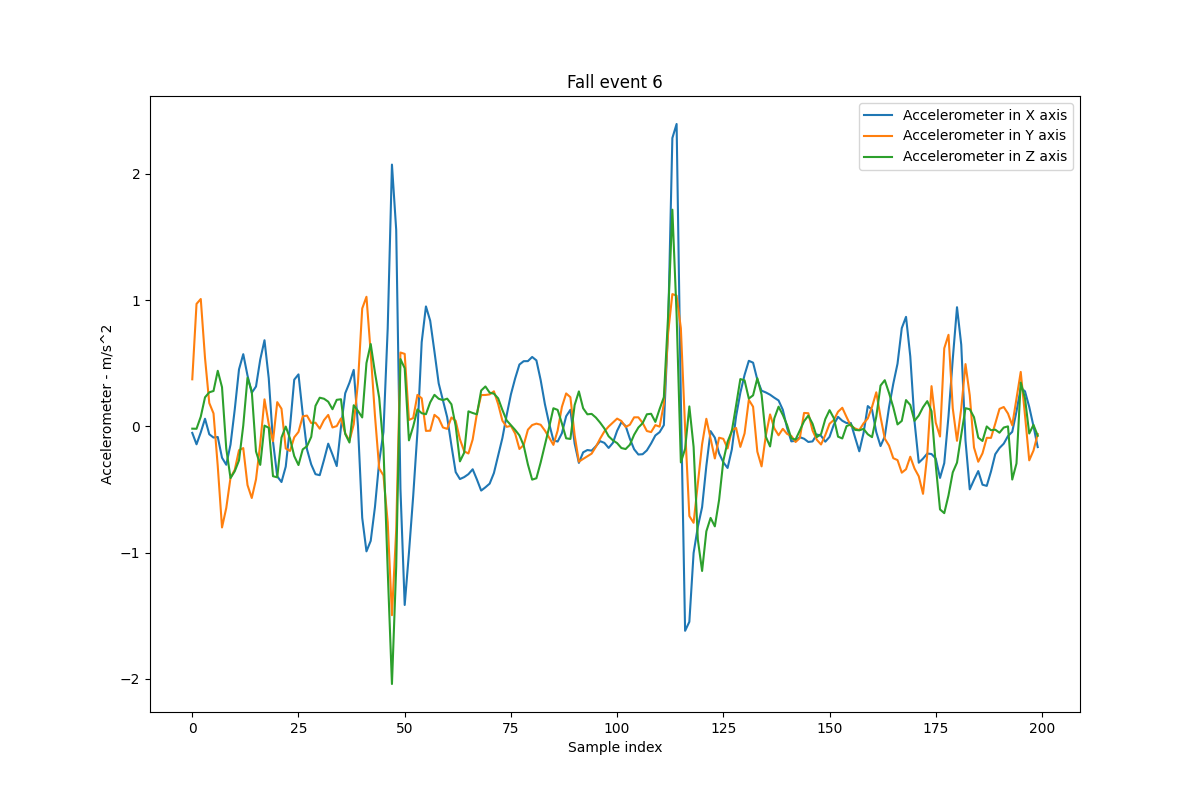 Fall event 6
Accelerometer in X axis
Accelerometer in Y axis
Accelerometer in Z axis
Accelerometer - m/s^2
2
1
0
−1
−2
0 25 50 75 100 125 150 175 200
Sample index